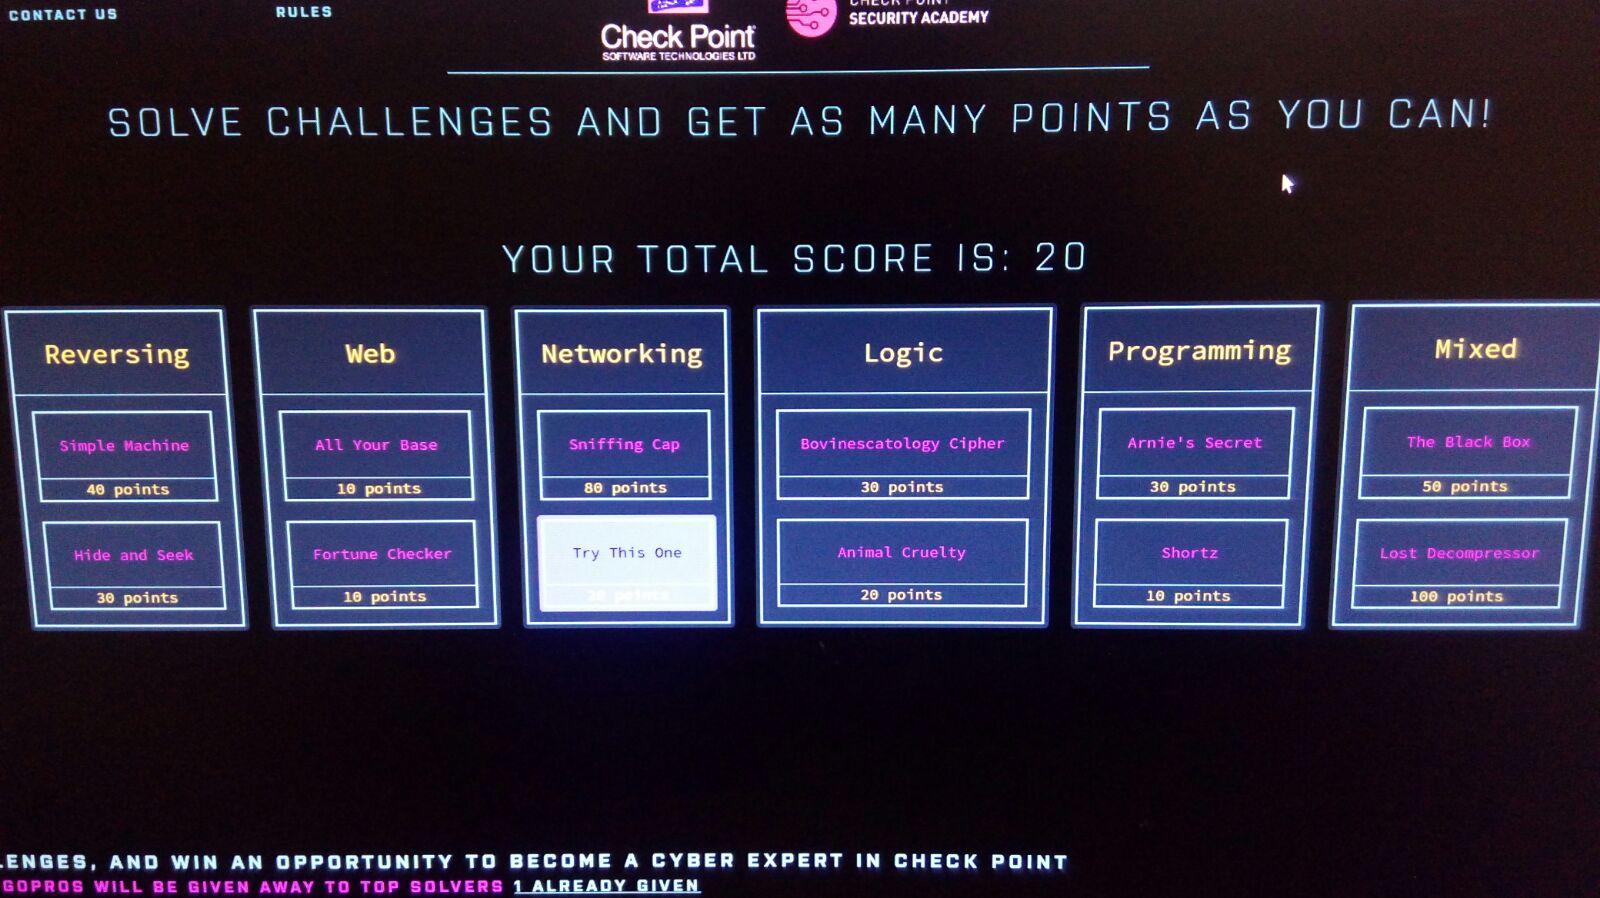 CONTACT US
RULES
Check Point
SOFTWARE TECHNOLOGIES LTD
CHECK POINT
SECURITY ACADEMY
SOLVE CHALLENGES AND GET AS MANY POINTS AS YOU CAN!
YOUR TOTAL SCORE IS: 20
Reversing
Simple Machine
40 points
Hide and Seek
30 points
Web
All Your Base
10 points
Fortune Checker
10 points
Networking
Sniffing Cap
80 points
Try This One
20 points
Logic
Bovinescatology Cipher
30 points
Animal Cruelty
20 points
Programming
Arnie's Secret
30 points
Shortz
10 points
Mixed
The Black Box
50 points
Lost Decompressor
100 points
LENGES, AND WIN AN OPPORTUNITY TO BECOME A CYBER EXPERT IN CHECK POINT
GOPROS WILL BE GIVEN AWAY TO TOP SOLVERS 1 ALREADY GIVEN